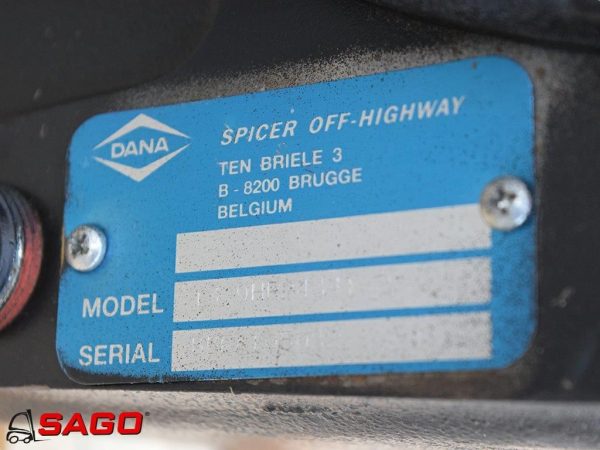 DANA
SPICER OFF-HIGHWAY
TEN BRIELE 3
B - 8200 BRUGGE
BELGIUM
MODEL
SERIAL
SAGO®